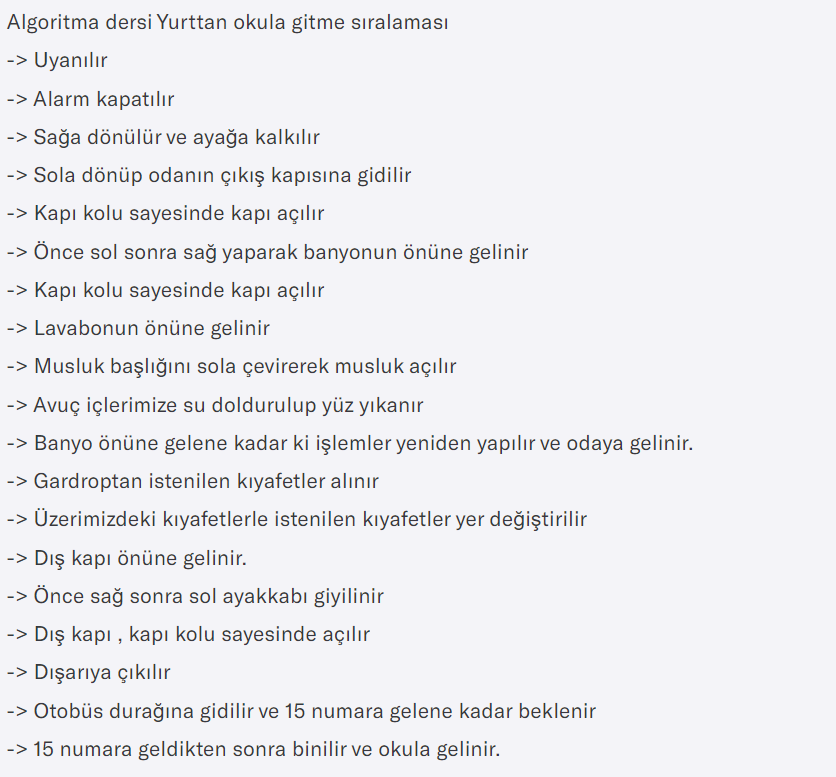 Algoritma dersi Yurttan okula gitme sıralaması
-> Uyanılır
-> Alarm kapatılır
-> Sağa dönülür ve ayağa kalkılır
-> Sola dönüp odanın çıkış kapısına gidilir
-> Kapı kolu sayesinde kapı açılır
-> Önce sol sonra sağ yaparak banyonun önüne gelinir
-> Kapı kolu sayesinde kapı açılır
-> Lavabonun önüne gelinir
-> Musluk başlığını sola çevirerek musluk açılır
-> Avuç içlerimize su doldurulup yüz yıkanır
-> Banyo önüne gelene kadar ki işlemler yeniden yapılır ve odaya gelinir.
-> Gardroptan istenilen kıyafetler alınır
-> Üzerimizdeki kıyafetlerle istenilen kıyafetler yer değiştirilir
-> Dış kapı önüne gelinir.
-> Önce sağ sonra sol ayakkabı giyilinir
-> Dış kapı , kapı kolu sayesinde açılır
-> Dışarıya çıkılır
-> Otobüs durağına gidilir ve 15 numara gelene kadar beklenir
-> 15 numara geldikten sonra binilir ve okula gelinir.